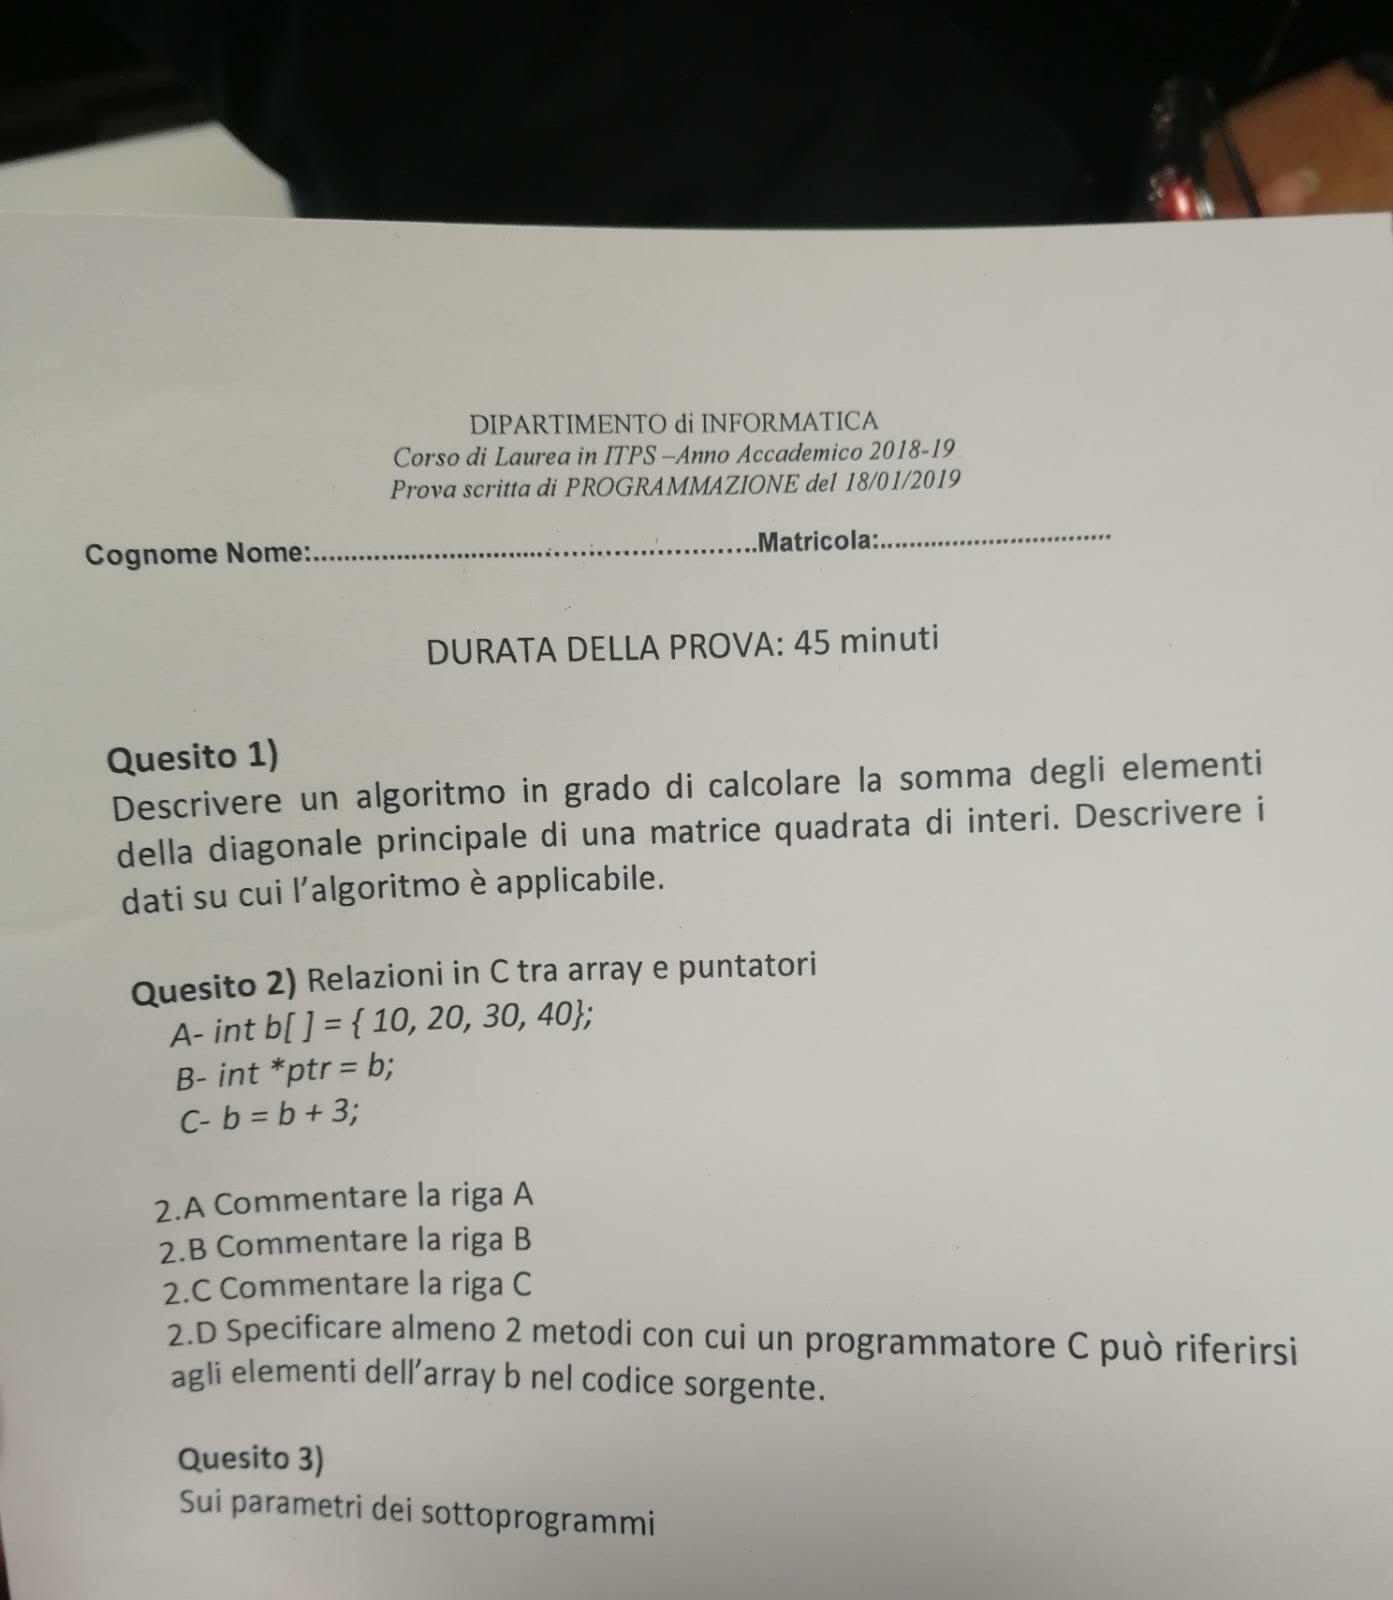 DIPARTIMENTO di INFORMATICA
Corso di Laurea in ITPS –Anno Accademico 2018-19
Prova scritta di PROGRAMMAZIONE del 18/01/2019
Cognome Nome:............................................................Matricola:................................
DURATA DELLA PROVA: 45 minuti
Quesito 1)
Descrivere un algoritmo in grado di calcolare la somma degli elementi
della diagonale principale di una matrice quadrata di interi. Descrivere i
dati su cui l'algoritmo è applicabile.
Quesito 2) Relazioni in C tra array e puntatori
A- int b[ ] = { 10, 20, 30, 40};
B- int *ptr = b;
C- b = b + 3;
2.A Commentare la riga A
2.B Commentare la riga B
2.C Commentare la riga C
2.D Specificare almeno 2 metodi con cui un programmatore C può riferirsi
agli elementi dell'array b nel codice sorgente.
Quesito 3)
Sui parametri dei sottoprogrammi